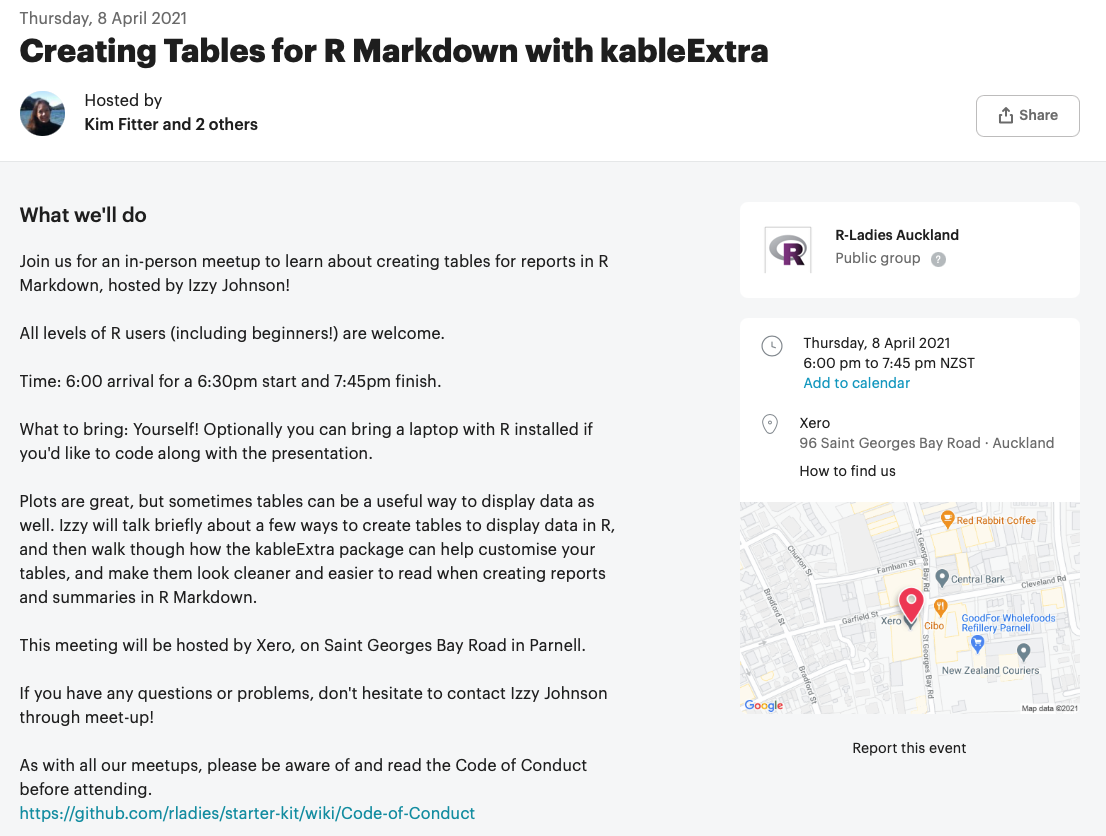 Thursday, 8 April 2021
Creating Tables for R Markdown with kableExtra
Hosted by
Kim Fitter and 2 others
Share
What we'll do
Join us for an in-person meetup to learn about creating tables for reports in R
Markdown, hosted by Izzy Johnson!
All levels of R users (including beginners!) are welcome.
Time: 6:00 arrival for a 6:30pm start and 7:45pm finish.
What to bring: Yourself! Optionally you can bring a laptop with R installed if
you'd like to code along with the presentation.
Plots are great, but sometimes tables can be a useful way to display data as
well. Izzy will talk briefly about a few ways to create tables to display data in R,
and then walk though how the kableExtra package can help customise your
tables, and make them look cleaner and easier to read when creating reports
and summaries in R Markdown.
This meeting will be hosted by Xero, on Saint Georges Bay Road in Parnell.
If you have any questions or problems, don't hesitate to contact Izzy Johnson
through meet-up!
As with all our meetups, please be aware of and read the Code of Conduct
before attending.
https://github.com/rladies/starter-kit/wiki/Code-of-Conduct
R
R-Ladies Auckland
Public group ?
Thursday, 8 April 2021
6:00 pm to 7:45 pm NZST
Add to calendar
Xero
96 Saint Georges Bay Road · Auckland
How to find us
Red Rabbit Coffee
St Georges Bay Rd
Churton St
Farnham St
Central Bark
Cleveland Rd
Bradford St
Garfield St
Xero
Cibo
GoodFor Wholefoods
Refillery Parnell
St Georges Bay Rd
Bradford St
New Zealand Couriers
Google
Map data ©2021
Report this event